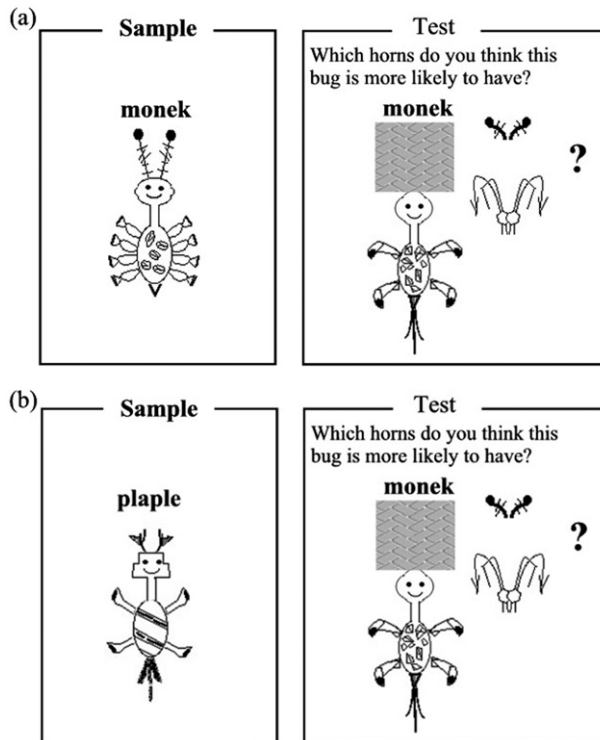 (a)
Sample
Test
Which horns do you think this
bug is more likely to have?
monek
monek
?
(b)
Sample
Test
Which horns do you think this
bug is more likely to have?
plaple
monek
?